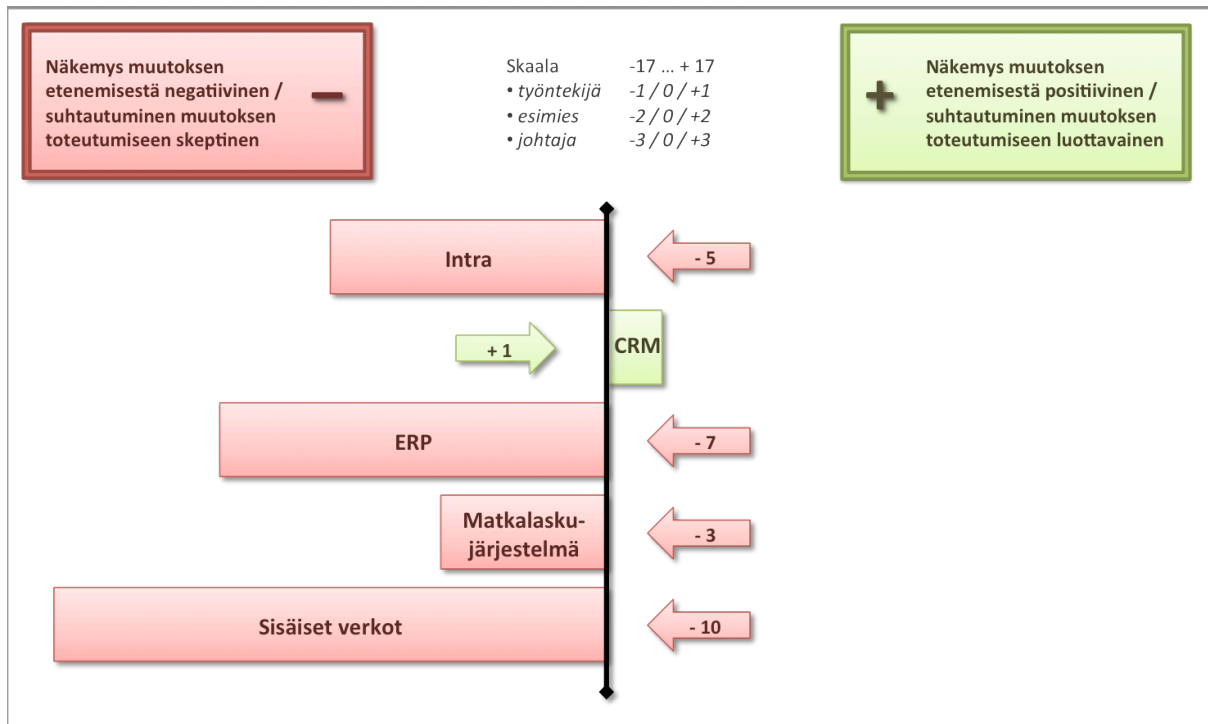 Näkemys muutoksen
etenemisestä negatiivinen /
suhtautuminen muutoksen
toteutumiseen skeptinen
–
Skaala -17 ... + 17
• työntekijä -1 / 0 / +1
• esimies -2 / 0 / +2
• johtaja -3 / 0 / +3
+
Näkemys muutoksen
etenemisestä positiivinen /
suhtautuminen muutoksen
toteutumiseen luottavainen
Intra
- 5
+ 1
CRM
ERP
- 7
Matkalasku-
järjestelmä
- 3
Sisäiset verkot
- 10